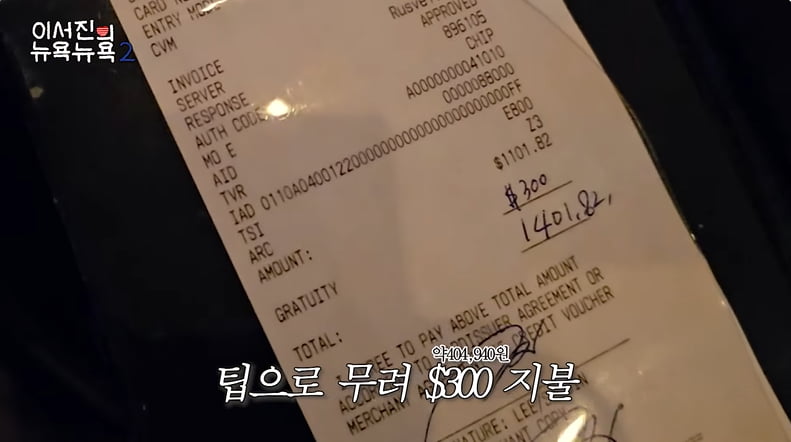 이서진의
뉴욕뉴욕2
ENTRY
CVM
APPROVED
INVOICE
896105
SERVER
CHIP
RESPONSE
A0000000041010
AUTH CODE
0000088000
MO E
AID
TVR
IAD
E800
TSI
Z3
ARC
$1101.82
AMOUNT:
$300
GRATUITY
1401.82
TOTAL:
TO PAY ABOVE TOTAL AMOUNT
AGREEMENT OR
VOUCHER
MERCHANT
약404,940원
팁으로 무려 $300 지불